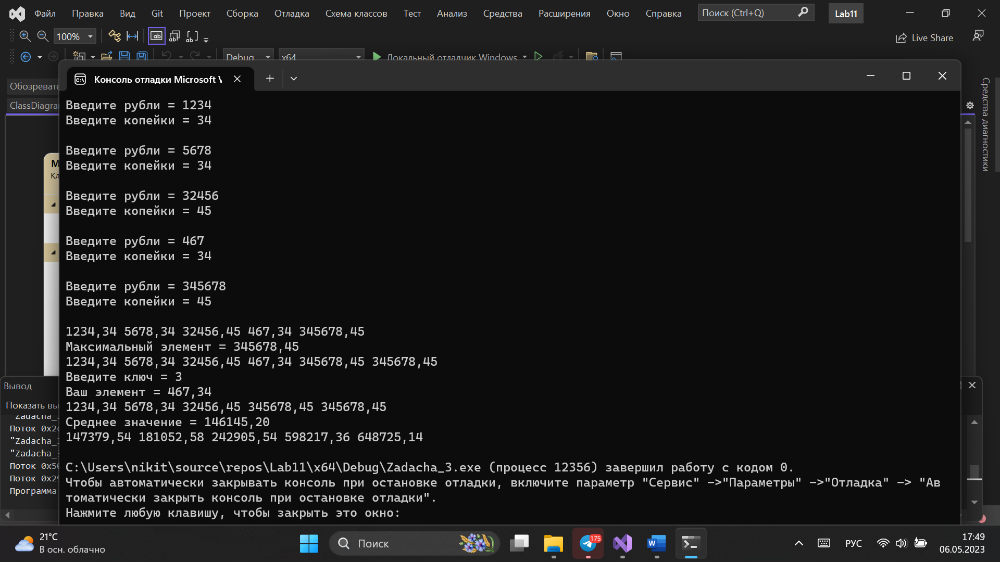 Файл Правка Вид Git Проект Сборка Отладка Схема классов Тест Анализ Средства Расширения Окно Справка Поиск (Ctrl+Q) Lab11
100% Live Share
Debug x64 Локальный отладчик Windows
Консоль отладки Microsoft
Обозревате
ClassDiagra
Средства диагностики
Введите рубли = 1234
Введите копейки = 34
Введите рубли = 5678
Введите копейки = 34
Введите рубли = 32456
Введите копейки = 45
Введите рубли = 467
Введите копейки = 34
Введите рубли = 345678
Введите копейки = 45
1234,34 5678,34 32456,45 467,34 345678,45
Максимальный элемент = 345678,45
1234,34 5678,34 32456,45 467,34 345678,45 345678,45
Введите ключ = 3
Ваш элемент = 467,34
1234,34 5678,34 32456,45 345678,45 345678,45
Среднее значение = 146145,20
147379,54 181052,58 242905,54 598217,36 648725,14
C:\Users\nikit\source\repos\Lab11\x64\Debug\Zadacha_3.exe (процесс 12356) завершил работу с кодом 0.
Чтобы автоматически закрывать консоль при остановке отладки, включите параметр "Сервис" ->"Параметры" ->"Отладка" -> "Ав
томатически закрыть консоль при остановке отладки".
Нажмите любую клавишу, чтобы закрыть это окно:
Вывод
Показать вы
"Zadacha_3
Поток 0x2
"Zadacha_3
"Zadacha_3
Поток 0x50
Поток 0x29
Программа
21°C
В осн. облачно
Поиск
175
РУС
17:49
06.05.2023